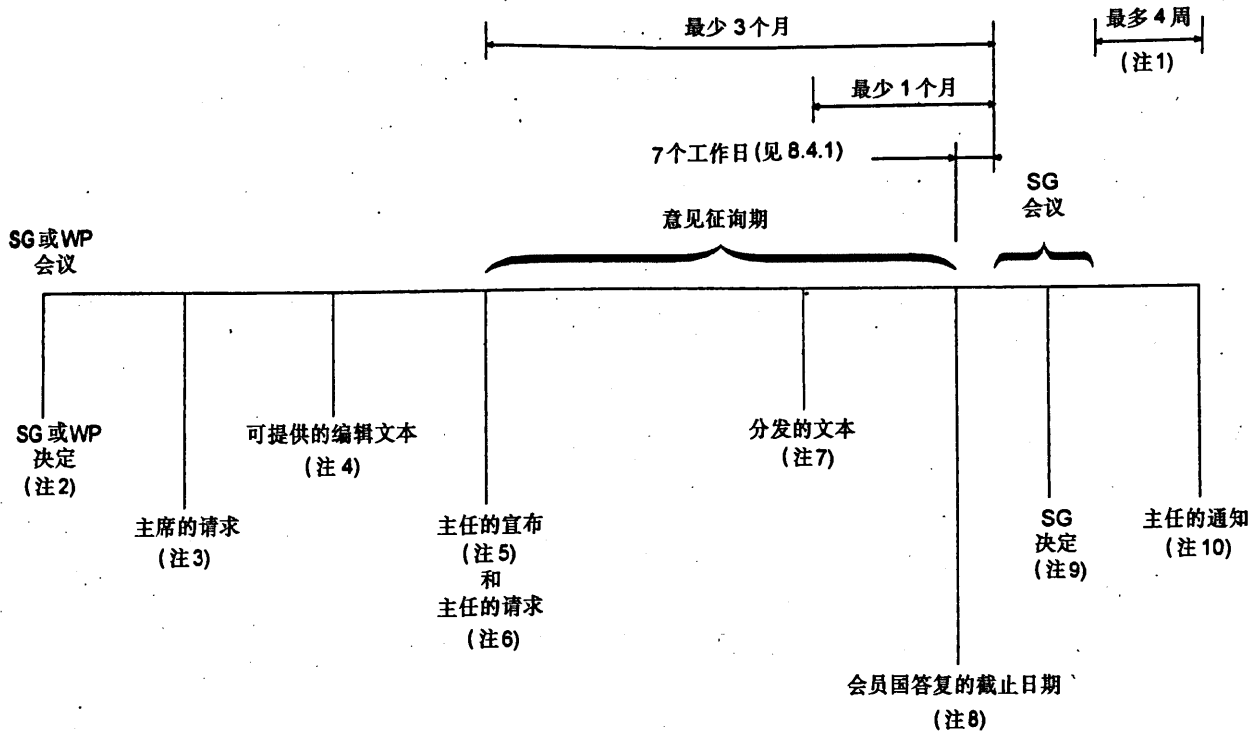 最少 3个月
最多 4 周
(注1)
最少 1个月
7个工作日(见 8.4.1)
SG
会议
意见征询期
SG或WP
会议
SG 或WP
决定
(注2)
主席的请求
(注3)
可提供的编辑文本
(注 4)
主任的宣布
(注5)
和
主任的请求
(注6)
分发的文本
(注7)
会员国答复的截止日期
(注8)
SG
决定
(注9)
主任的通知
(注10)